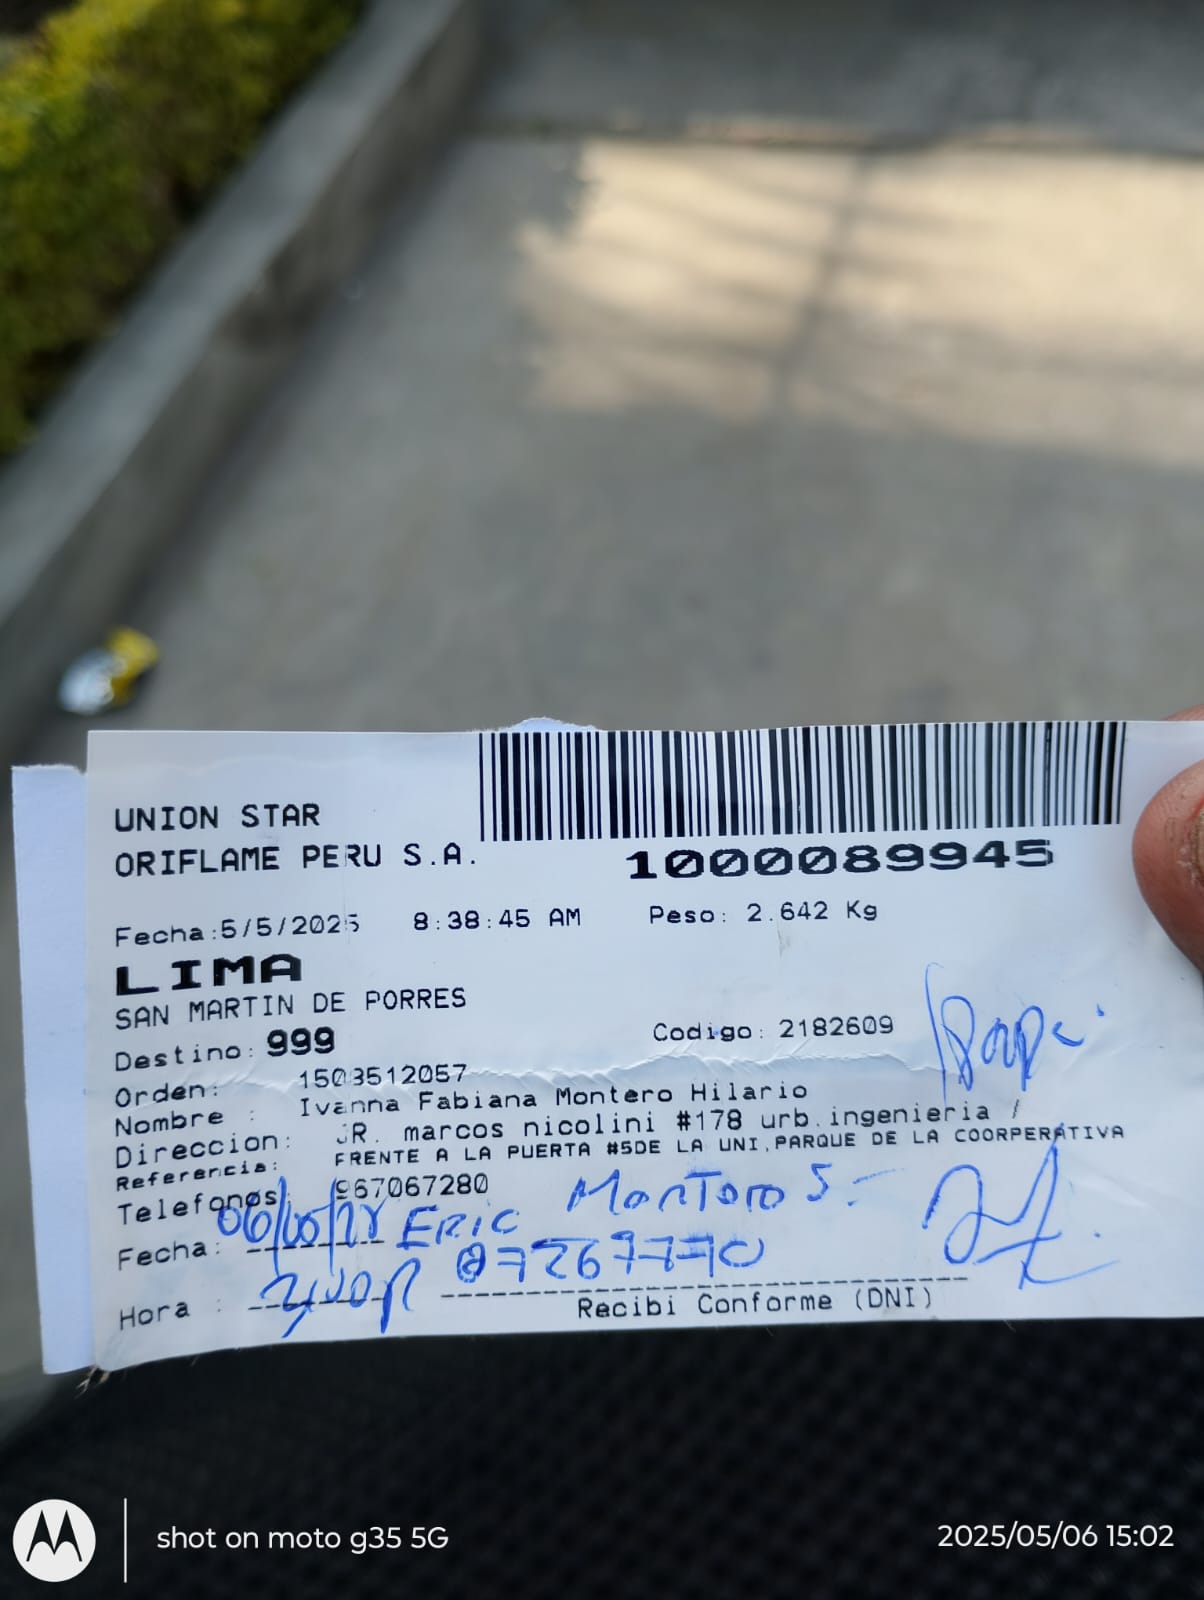 UNION STAR
ORIFLAME PERU S.A.
1000089945
Fecha:5/5/2025 8:38:45 AM Peso: 2.642 Kg
LIMA
SAN MARTIN DE PORRES
Destino: 999 Codigo: 2182609
Orden: 1503512057
Nombre : Ivanna Fabiana Montero Hilario
Direccion: JR. marcos nicolini #178 urb.ingenieria /
Referencia: FRENTE A LA PUERTA #5DE LA UNI,PARQUE DE LA COORPERATIVA
Telefonos: 967067280
Fecha: ERIC
Hora :
Recibi Conforme (DNI)
shot on moto g35 5G
2025/05/06 15:02